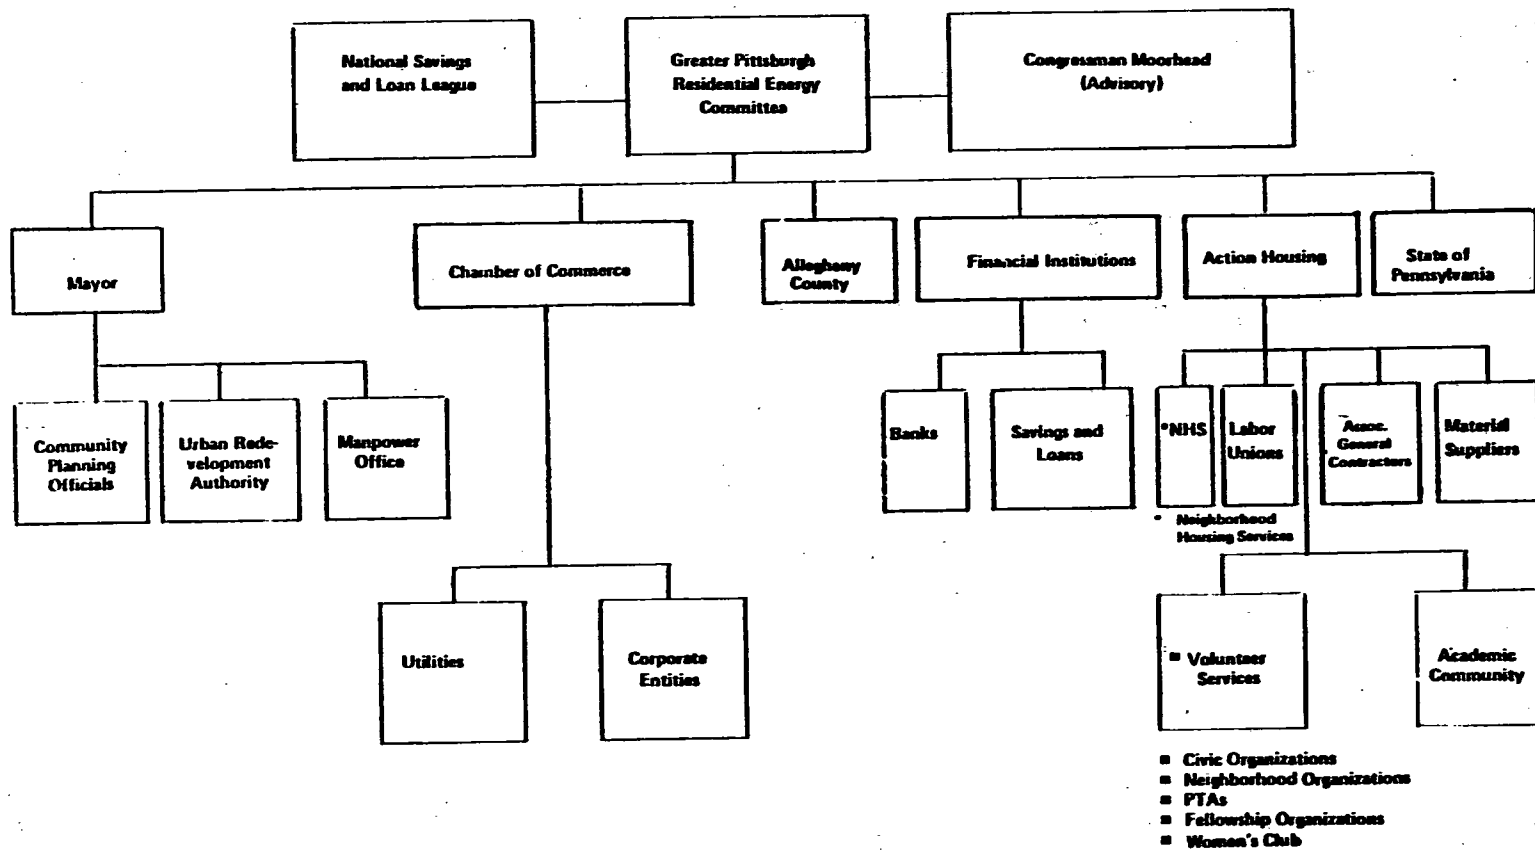 National Savings
and Loan League
Greater Pittsburgh
Residential Energy
Committee
Congressman Moorhead
(Advisory)
Mayor
Chamber of Commerce
Allegheny
County
Financial Institutions
Action Housing
State of
Pennsylvania
Community
Planning
Officials
Urban Rede-
velopment
Authority
Manpower
Office
Banks
Savings and
Loans
*NHS
Labor
Unions
Assoc.
General
Contractors
Material
Suppliers
* Neighborhood
Housing Services
Utilities
Corporate
Entities
■ Volunteer
Services
Academic
Community
■ Civic Organizations
■ Neighborhood Organizations
■ PTAs
■ Fellowship Organizations
■ Women's Club